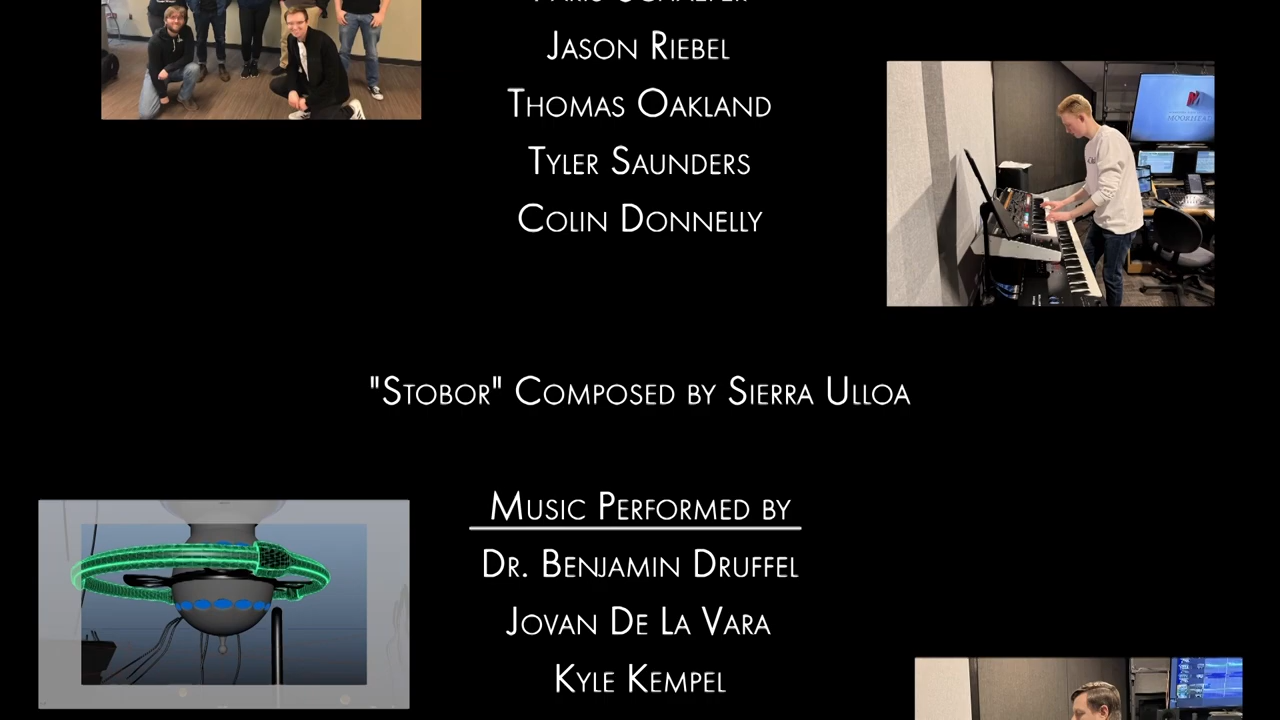 Jason Riebel
Thomas Oakland
Tyler Saunders
Colin Donnelly
"Stobor" Composed by Sierra Ulloa
Music Performed by
Dr. Benjamin Druffel
Jovan De La Vara
Kyle Kempel